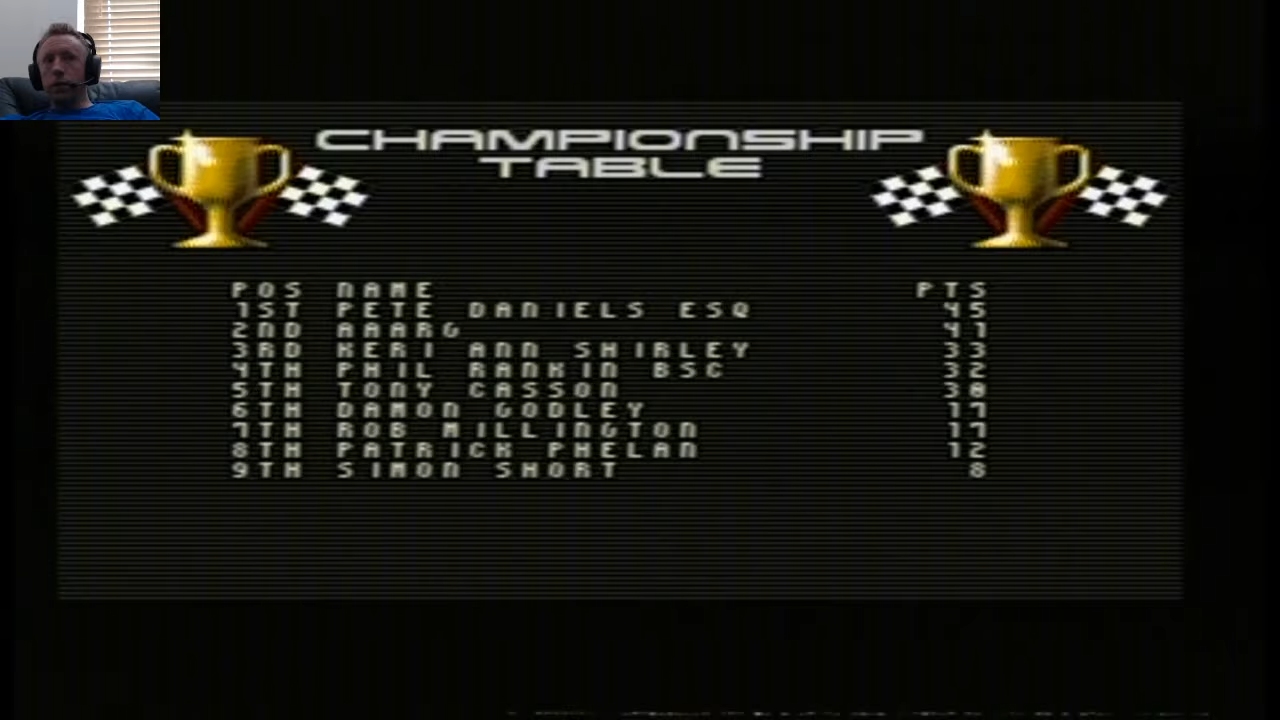 CHAMPIONSHIP
TABLE
POS NAME PTS
1ST PETE DANIELS ESQ 45
2ND AAARG 41
3RD KERI ANN SHIRLEY 33
4TH PHIL RANKIN BSC 32
5TH TONY CASSON 30
6TH DAMON GODLEY 17
7TH ROB MILLINGTON 17
8TH PATRICK PHELAN 12
9TH SIMON SHORT 8